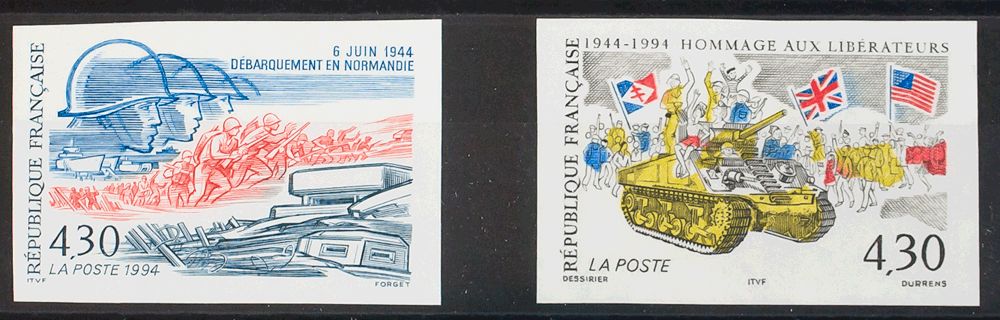 6 JUIN 1944
DÉBARQUEMENT EN NORMANDIE
RÉPUBLIQUE FRANÇAISE
4,30
LA POSTE 1994
ITVF
FORGET
1944-1994 HOMMAGE AUX LIBÉRATEURS
RÉPUBLIQUE FRANÇAISE
LA POSTE
4,30
DESSIRIER
ITVF
DURRENS